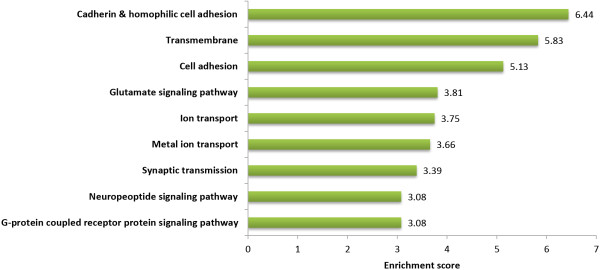 Cadherin & homophilic cell adhesion 6.44
Transmembrane 5.83
Cell adhesion 5.13
Glutamate signaling pathway 3.81
Ion transport 3.75
Metal ion transport 3.66
Synaptic transmission 3.39
Neuropeptide signaling pathway 3.08
G-protein coupled receptor protein signaling pathway 3.08
0 1 2 3 4 5 6 7
Enrichment score